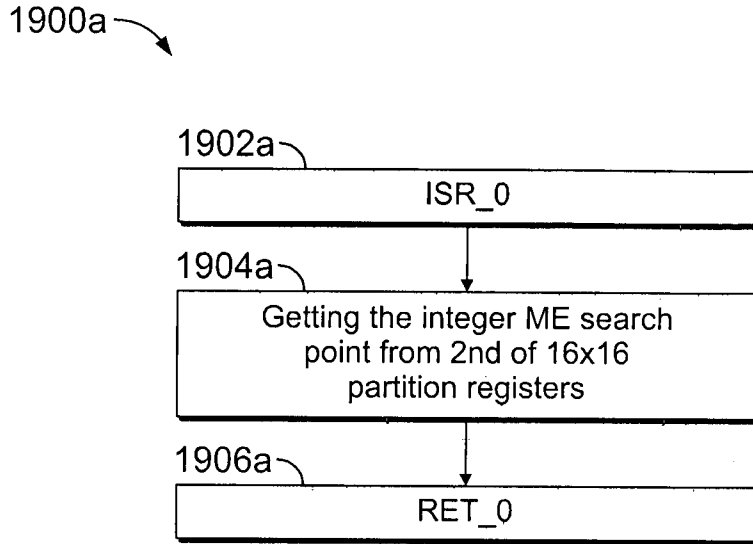 1900a
1902a
ISR_0
1904a
Getting the integer ME search
point from 2nd of 16x16
partition registers
1906a
RET_0